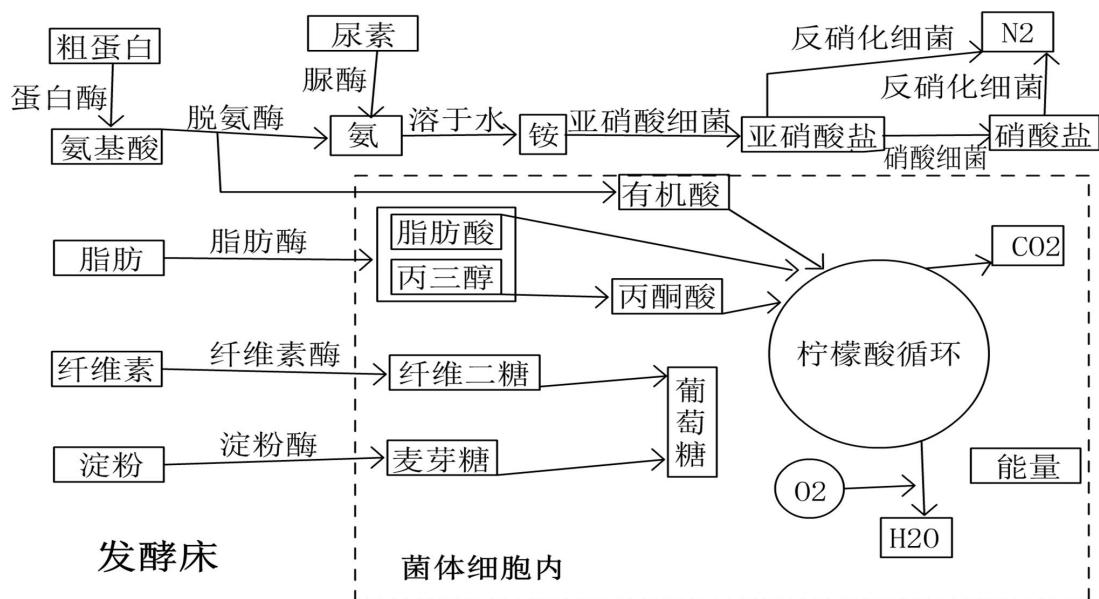 粗蛋白
尿素
反硝化细菌
N2
蛋白酶
脲酶
反硝化细菌
氨基酸
脱氨酶
氨
溶于水
铵
亚硝酸细菌
亚硝酸盐
硝酸细菌
硝酸盐
有机酸
脂肪
脂肪酶
脂肪酸
丙三醇
丙酮酸
CO2
柠檬酸循环
纤维素
纤维素酶
纤维二糖
葡萄糖
淀粉
淀粉酶
麦芽糖
O2
能量
H2O
发酵床
菌体细胞内